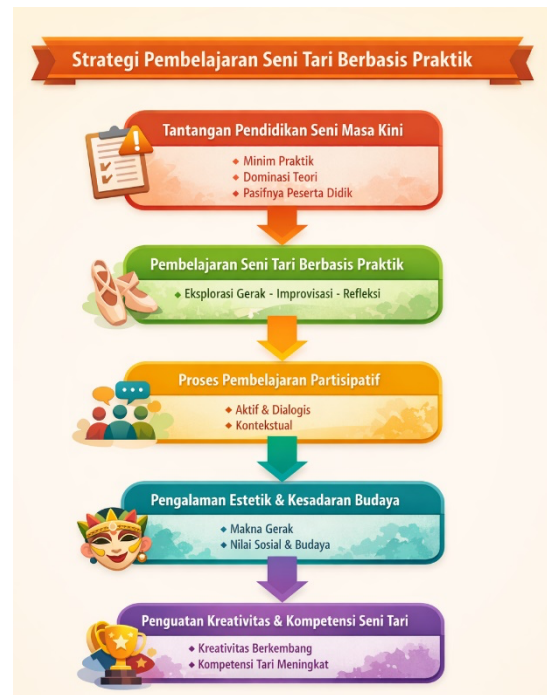 Strategi Pembelajaran Seni Tari Berbasis Praktik
Tantangan Pendidikan Seni Masa Kini
◆ Minim Praktik
◆ Dominasi Teori
◆ Pasifnya Peserta Didik
Pembelajaran Seni Tari Berbasis Praktik
◆ Eksplorasi Gerak - Improvisasi - Refleksi
Proses Pembelajaran Partisipatif
◆ Aktif & Dialogis
◆ Kontekstual
Pengalaman Estetik & Kesadaran Budaya
◆ Makna Gerak
◆ Nilai Sosial & Budaya
Penguatan Kreativitas & Kompetensi Seni Tari
◆ Kreativitas Berkembang
◆ Kompetensi Tari Meningkat